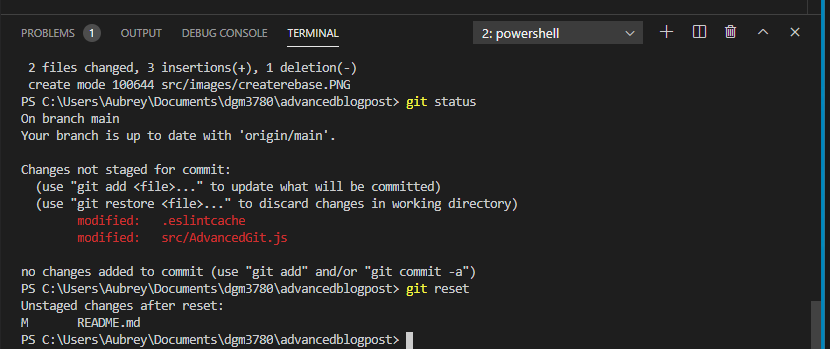 PROBLEMS 1 OUTPUT DEBUG CONSOLE TERMINAL 2: powershell
2 files changed, 3 insertions(+), 1 deletion(-)
create mode 100644 src/images/createrebase.PNG
PS C:\Users\Aubrey\Documents\dgm3780\advancedblogpost> git status
On branch main
Your branch is up to date with 'origin/main'.
Changes not staged for commit:
(use "git add <file>..." to update what will be committed)
(use "git restore <file>..." to discard changes in working directory)
modified: .eslintcache
modified: src/AdvancedGit.js
no changes added to commit (use "git add" and/or "git commit -a")
PS C:\Users\Aubrey\Documents\dgm3780\advancedblogpost> git reset
Unstaged changes after reset:
M README.md
PS C:\Users\Aubrey\Documents\dgm3780\advancedblogpost>